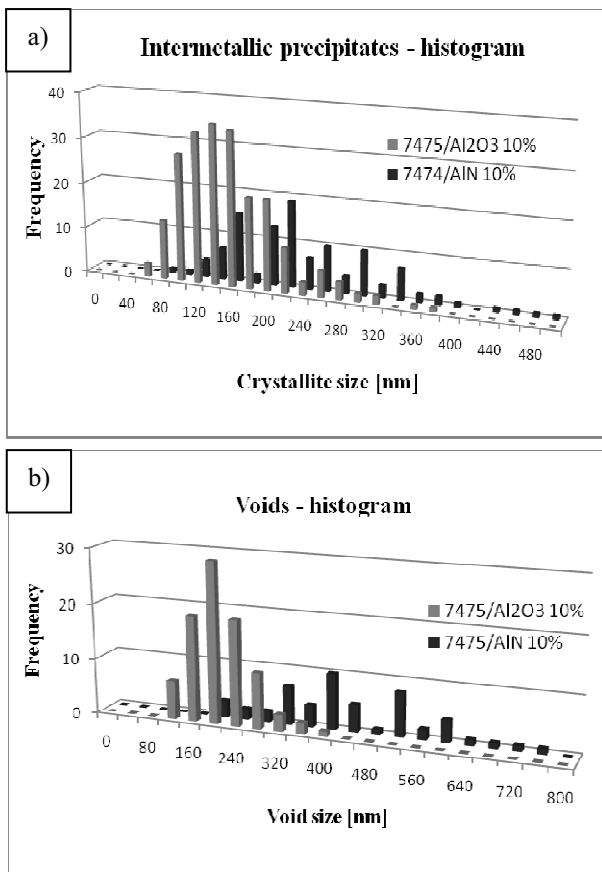 a)
Intermetallic precipitates - histogram
40
30
20
10
0
Frequency
7475/Al2O3 10%
7474/AlN 10%
0 40 80 120 160 200 240 280 320 360 400 440 480
Crystallite size [nm]
b)
Voids - histogram
30
20
10
0
Frequency
7475/Al2O3 10%
7475/AlN 10%
0 80 160 240 320 400 480 560 640 720 800
Void size [nm]